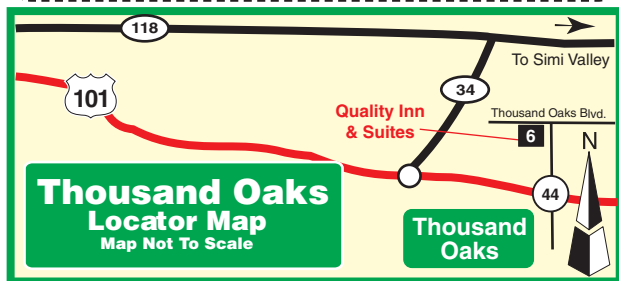 118
To Simi Valley
101
34
Quality Inn
& Suites
Thousand Oaks Blvd.
6
N
44
Thousand Oaks
Locator Map
Map Not To Scale
Thousand
Oaks